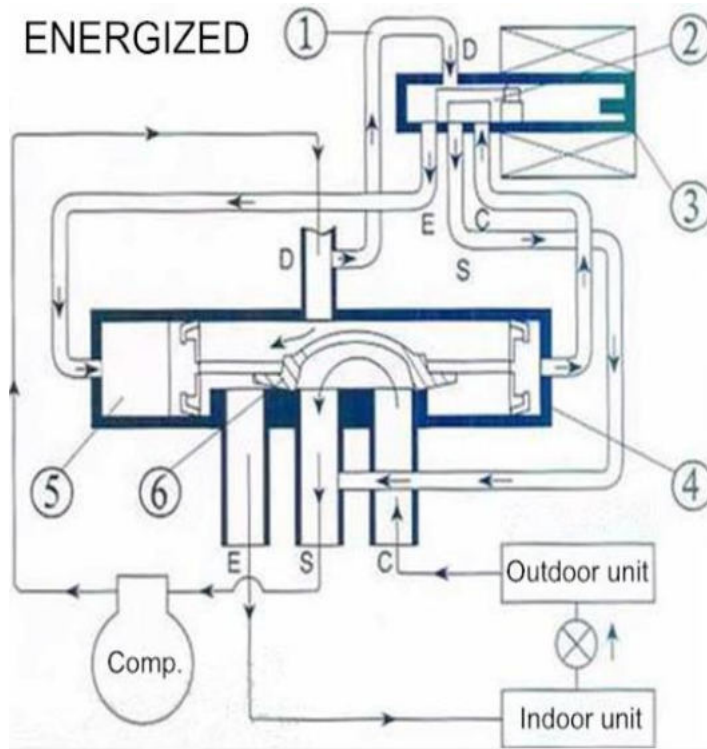 ENERGIZED
1
2
D
3
E
C
S
D
5
6
4
E
S
C
Outdoor unit
Comp.
Indoor unit